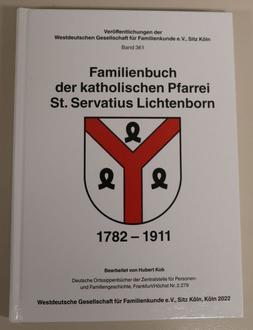 Veröffentlichungen der
Westdeutschen Gesellschaft für Familienkunde e.V., Sitz Köln
Band 361
Familienbuch
der katholischen Pfarrei
St. Servatius Lichtenborn
1782 – 1911
Bearbeitet von Hubert Kob
Deutsche Ortssippenbücher der Zentralstelle für Personen-
und Familiengeschichte, Frankfurt/Höchst Nr. 2.279
Westdeutsche Gesellschaft für Familienkunde e.V., Sitz Köln, Köln 2022